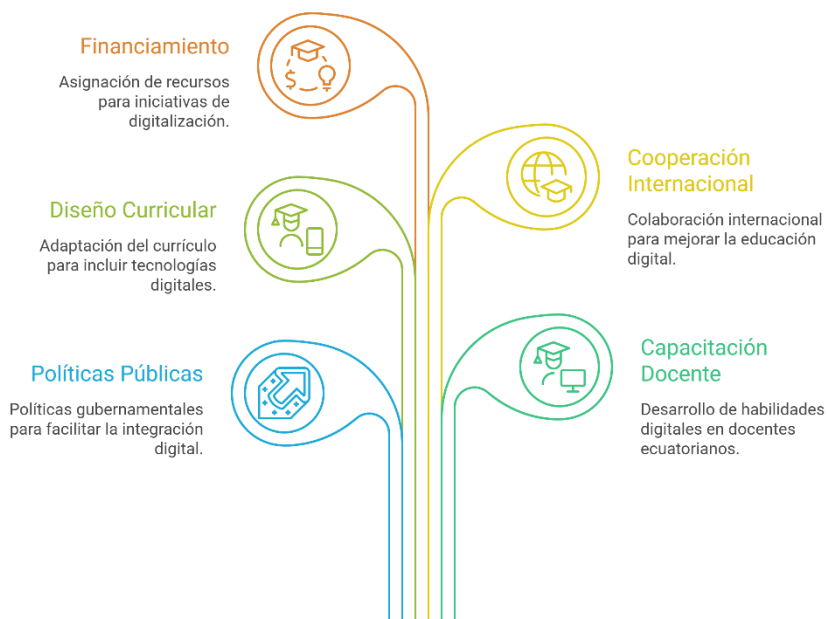 Financiamiento
Asignación de recursos
para iniciativas de
digitalización.
Cooperación
Internacional
Colaboración internacional
para mejorar la educación
digital.
Diseño Curricular
Adaptación del currículo
para incluir tecnologías
digitales.
Capacitación
Docente
Desarrollo de habilidades
digitales en docentes
ecuatorianos.
Políticas Públicas
Políticas gubernamentales
para facilitar la integración
digital.